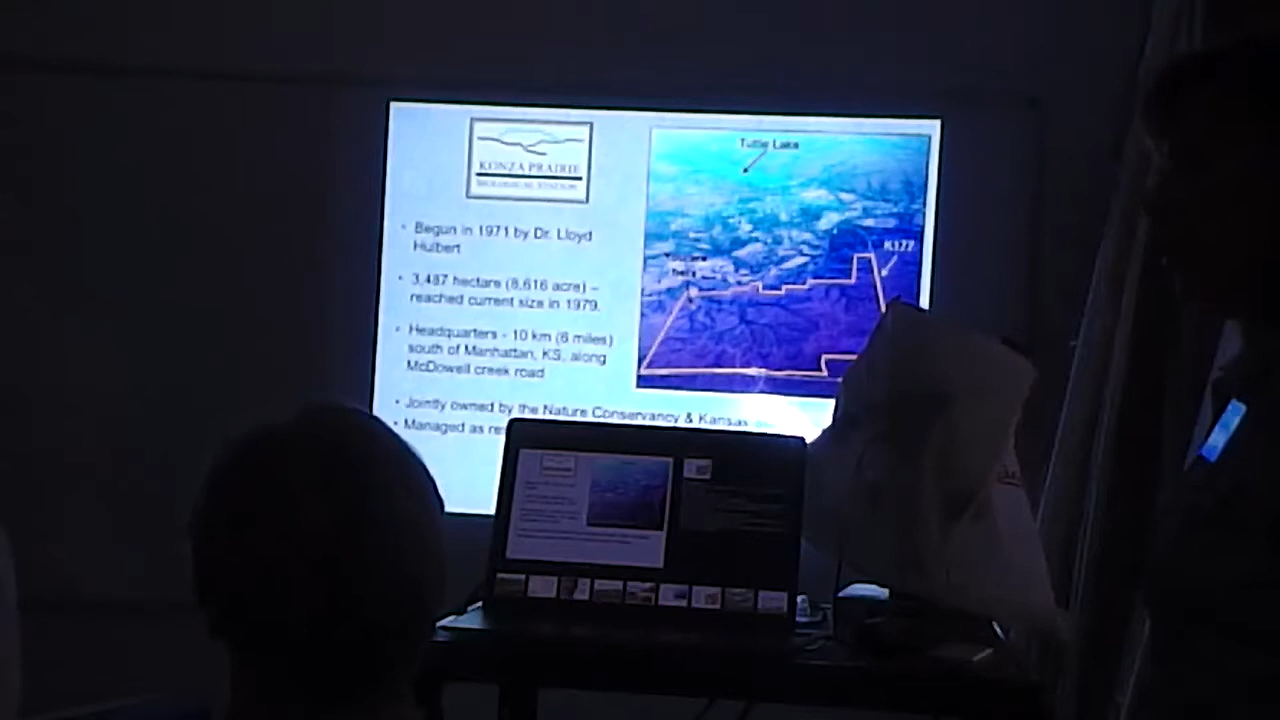 KONZA PRAIRIE
BIOLOGICAL STATION
Begun in 1971 by Dr. Lloyd
Hulbert
3,487 hectare (8,616 acre) –
reached current size in 1979.
Headquarters - 10 km (6 miles)
south of Manhattan, KS, along
McDowell creek road
Jointly owned by the Nature Conservancy & Kansas
Managed as
Tuttle Lake
K177